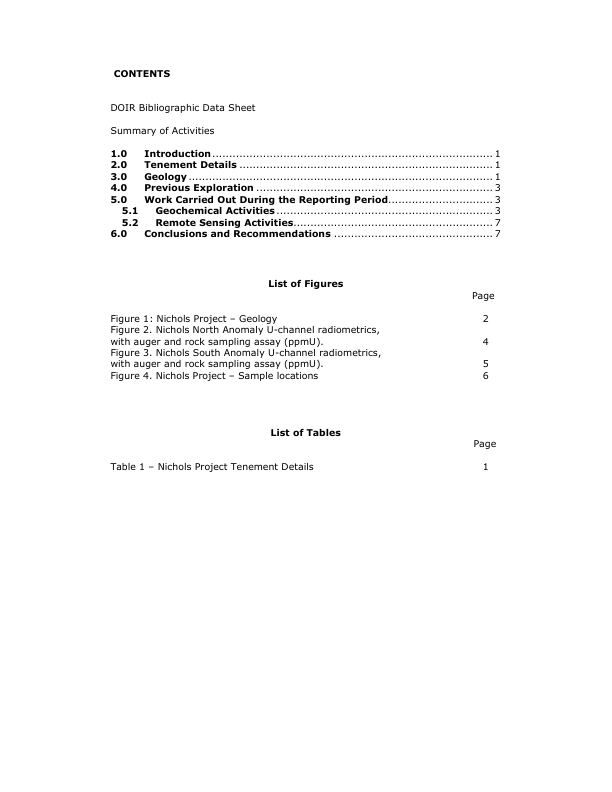 CONTENTS
DOIR Bibliographic Data Sheet
Summary of Activities
1.0 Introduction.................................................................................. 1
2.0 Tenement Details .......................................................................... 1
3.0 Geology......................................................................................... 1
4.0 Previous Exploration ...................................................................... 3
5.0 Work Carried Out During the Reporting Period............................... 3
5.1 Geochemical Activities................................................................ 3
5.2 Remote Sensing Activities........................................................... 7
6.0 Conclusions and Recommendations ............................................... 7
List of Figures
Page
Figure 1: Nichols Project – Geology 2
Figure 2. Nichols North Anomaly U-channel radiometrics,
with auger and rock sampling assay (ppmU). 4
Figure 3. Nichols South Anomaly U-channel radiometrics,
with auger and rock sampling assay (ppmU). 5
Figure 4. Nichols Project – Sample locations 6
List of Tables
Page
Table 1 – Nichols Project Tenement Details 1